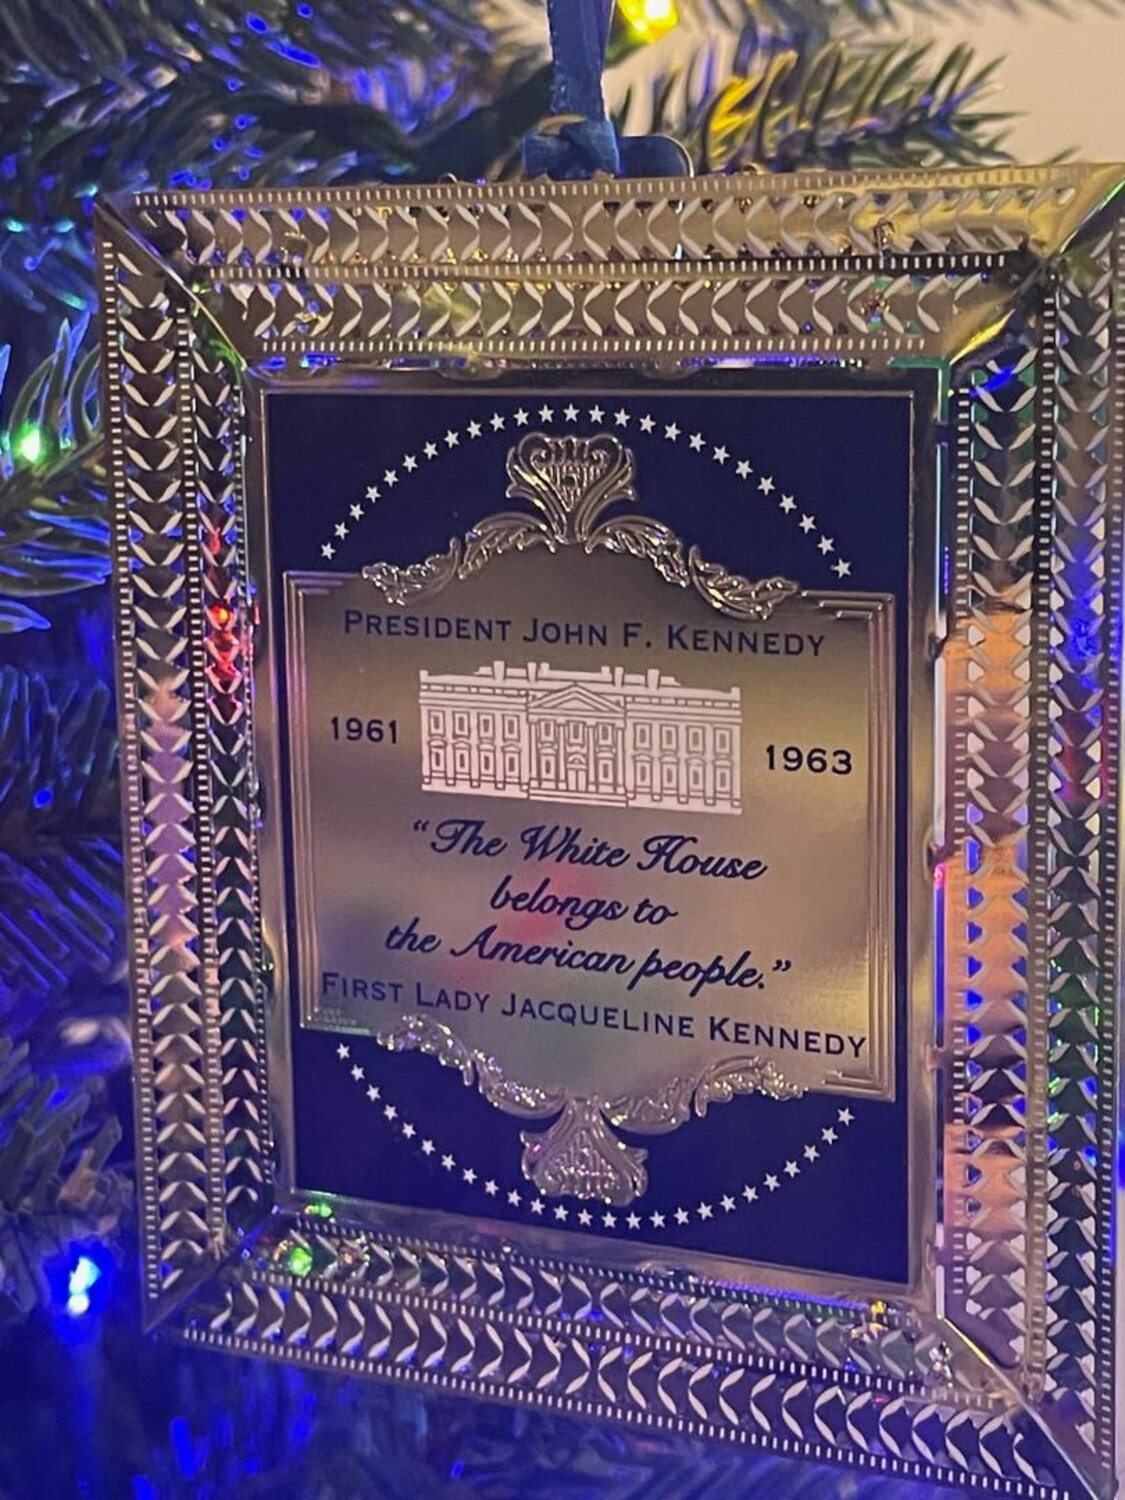 PRESIDENT JOHN F. KENNEDY
1961
1963
“The White House
belongs to
the American people.”
FIRST LADY JACQUELINE KENNEDY